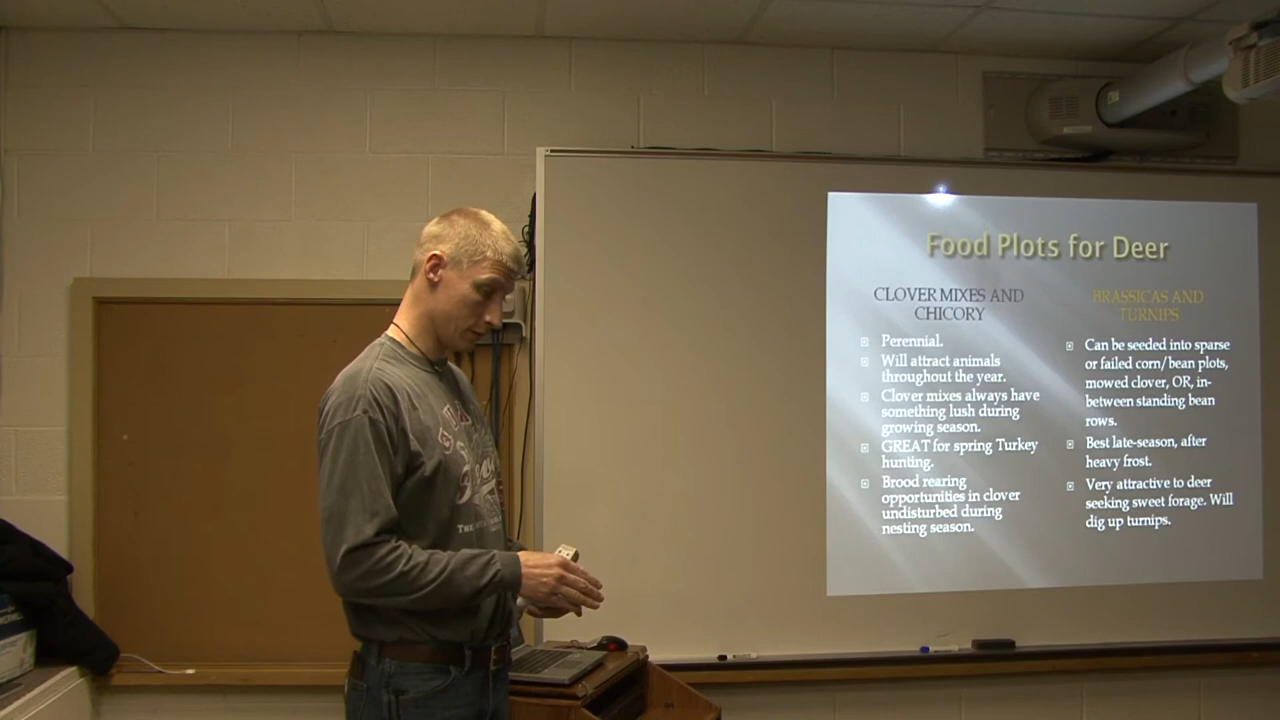 Food Plots for Deer
CLOVER MIXES AND
CHICORY
Perennial.
Will attract animals
throughout the year.
Clover mixes always have
something lush during
growing season.
GREAT for spring Turkey
hunting.
Brood rearing
opportunities in clover
undisturbed during
nesting season.
BRASSICAS AND
TURNIPS
Can be seeded into sparse
or failed corn/bean plots,
mowed clover, OR, in-
between standing bean
rows.
Best late-season, after
heavy frost.
Very attractive to deer
seeking sweet forage. Will
dig up turnips.